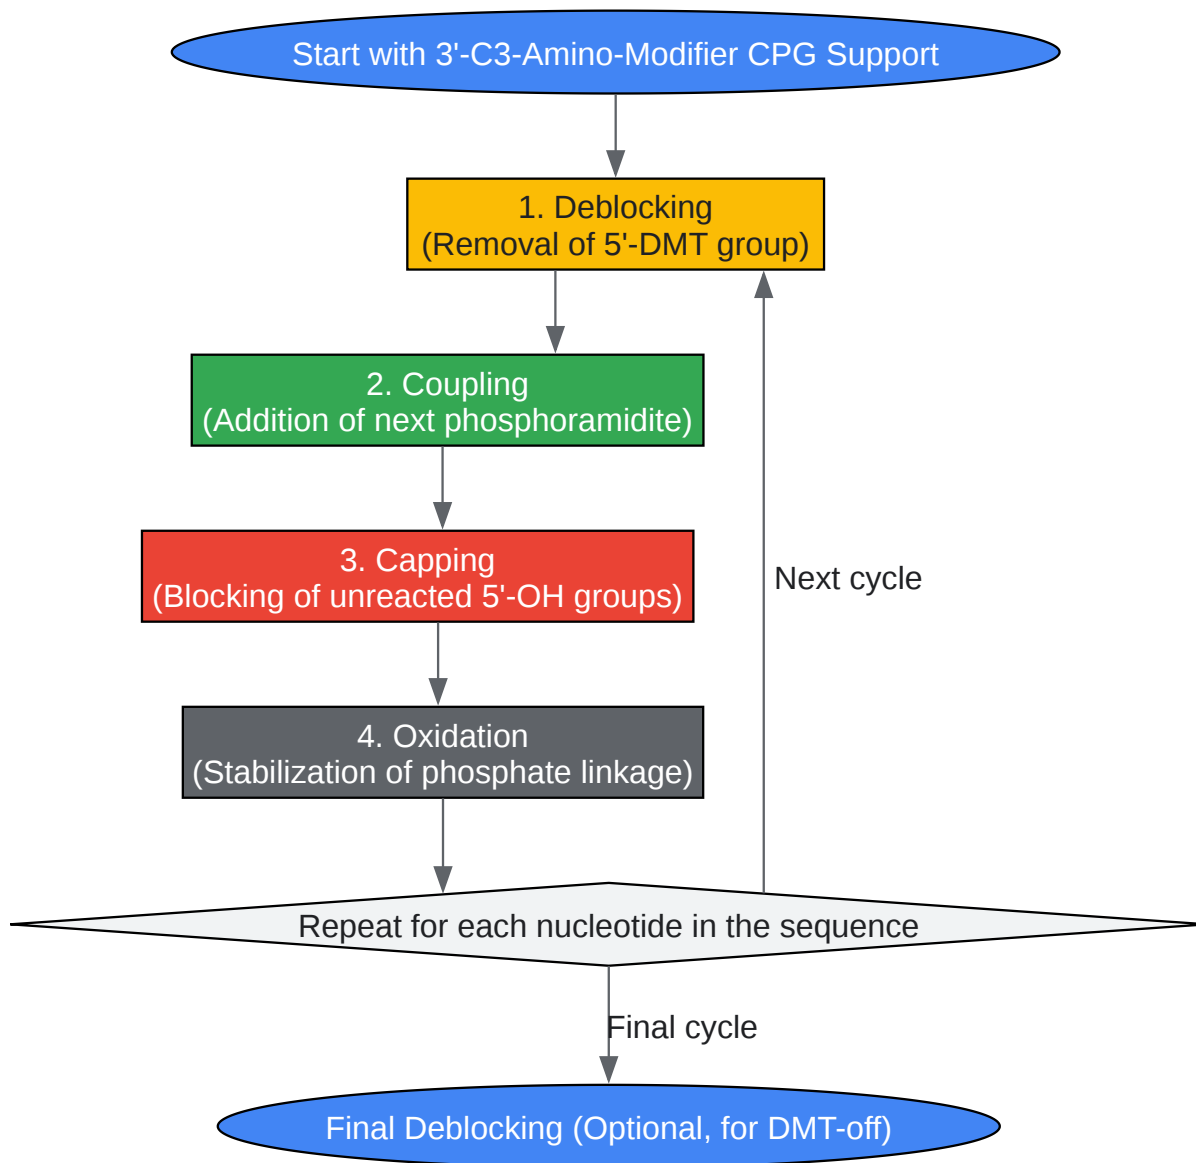 Start with 3'-C3-Amino-Modifier CPG Support
1. Deblocking
(Removal of 5'-DMT group)
2. Coupling
(Addition of next phosphoramidite)
3. Capping
(Blocking of unreacted 5'-OH groups)
Next cycle
4. Oxidation
(Stabilization of phosphate linkage)
Repeat for each nucleotide in the sequence
Final cycle
Final Deblocking (Optional, for DMT-off)